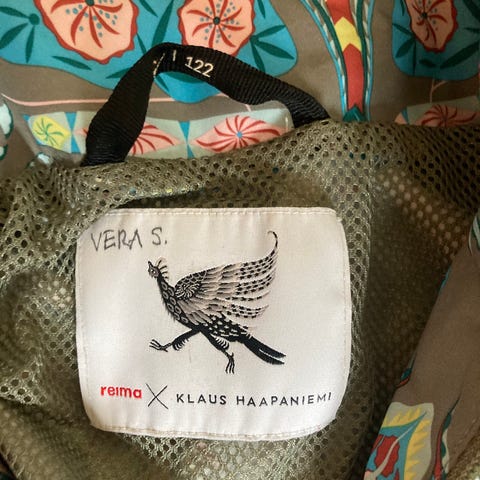 122
VERA S.
reima X KLAUS HAAPANIEMI